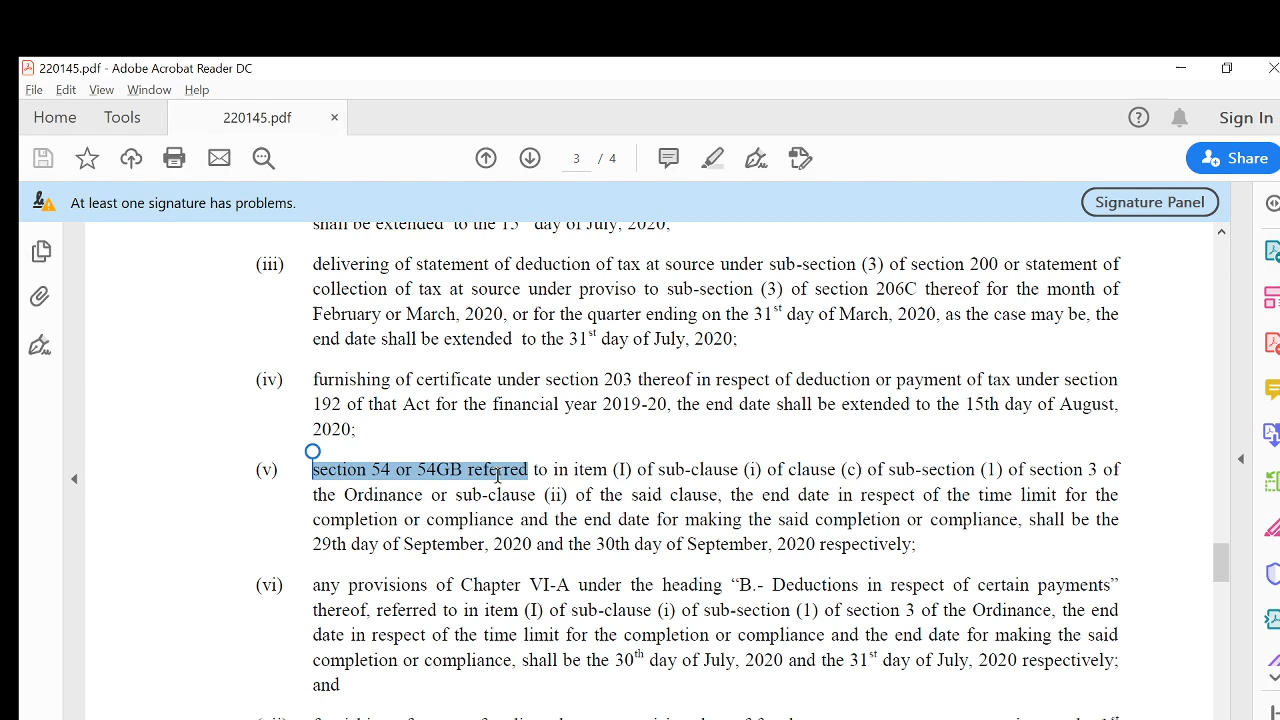 220145.pdf - Adobe Acrobat Reader DC
File Edit View Window Help
Home Tools 220145.pdf × Sign In
3 / 4 Share
At least one signature has problems. Signature Panel
shall be extended to the 15th day of July, 2020;
(iii) delivering of statement of deduction of tax at source under sub-section (3) of section 200 or statement of
collection of tax at source under proviso to sub-section (3) of section 206C thereof for the month of
February or March, 2020, or for the quarter ending on the 31st day of March, 2020, as the case may be, the
end date shall be extended to the 31st day of July, 2020;
(iv) furnishing of certificate under section 203 thereof in respect of deduction or payment of tax under section
192 of that Act for the financial year 2019-20, the end date shall be extended to the 15th day of August,
2020;
(v) section 54 or 54GB referred to in item (I) of sub-clause (i) of clause (c) of sub-section (1) of section 3 of
the Ordinance or sub-clause (ii) of the said clause, the end date in respect of the time limit for the
completion or compliance and the end date for making the said completion or compliance, shall be the
29th day of September, 2020 and the 30th day of September, 2020 respectively;
(vi) any provisions of Chapter VI-A under the heading “B.- Deductions in respect of certain payments”
thereof, referred to in item (I) of sub-clause (i) of sub-section (1) of section 3 of the Ordinance, the end
date in respect of the time limit for the completion or compliance and the end date for making the said
completion or compliance, shall be the 30th day of July, 2020 and the 31st day of July, 2020 respectively;
and